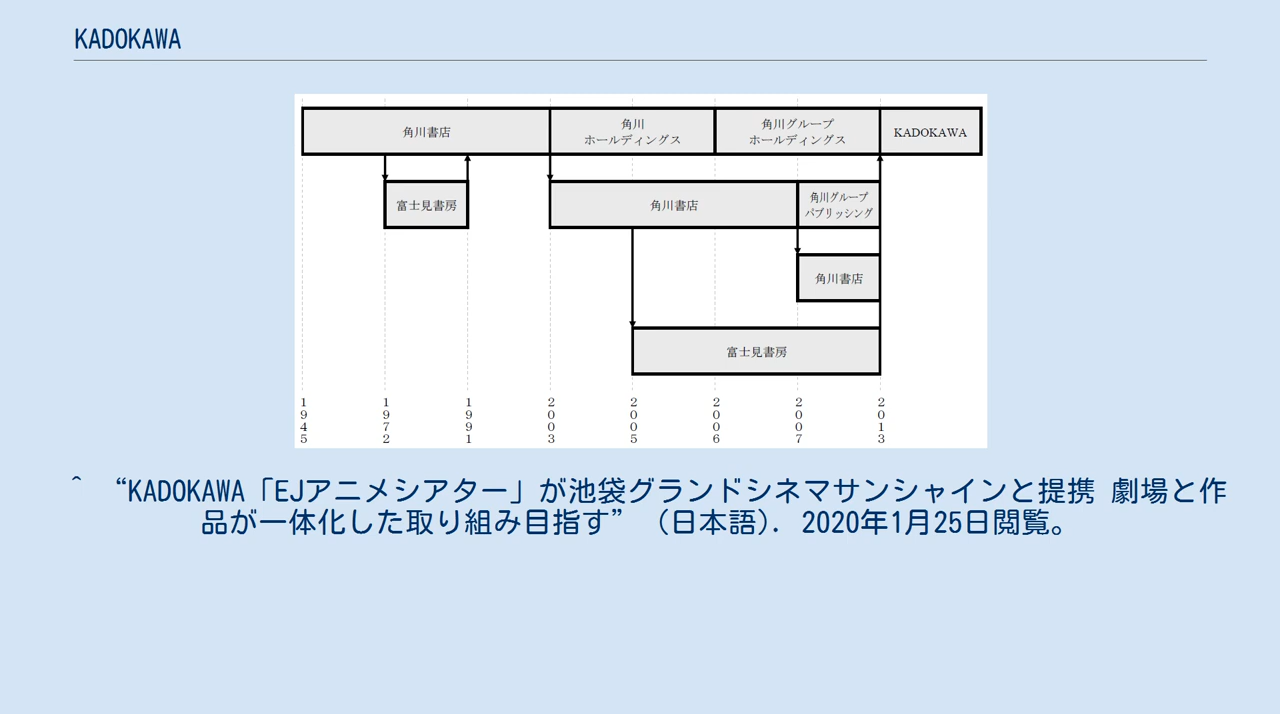 KADOKAWA
角川書店
角川
ホールディングス
角川グループ
ホールディングス
KADOKAWA
富士見書房
角川書店
角川グループ
パブリッシング
角川書店
富士見書房
1945
1972
1991
2003
2005
2006
2007
2013
^ “KADOKAWA「EJアニメシアター」が池袋グランドシネマサンシャインと提携 劇場と作
品が一体化した取り組み目指す” (日本語). 2020年1月25日閲覧。